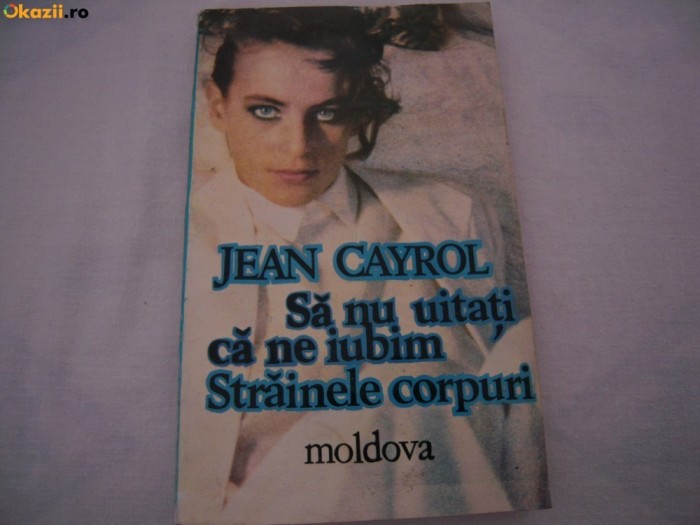 Okazii.ro
JEAN CAYROL
Să nu uitați
că ne iubim
Străinele corpuri
moldova